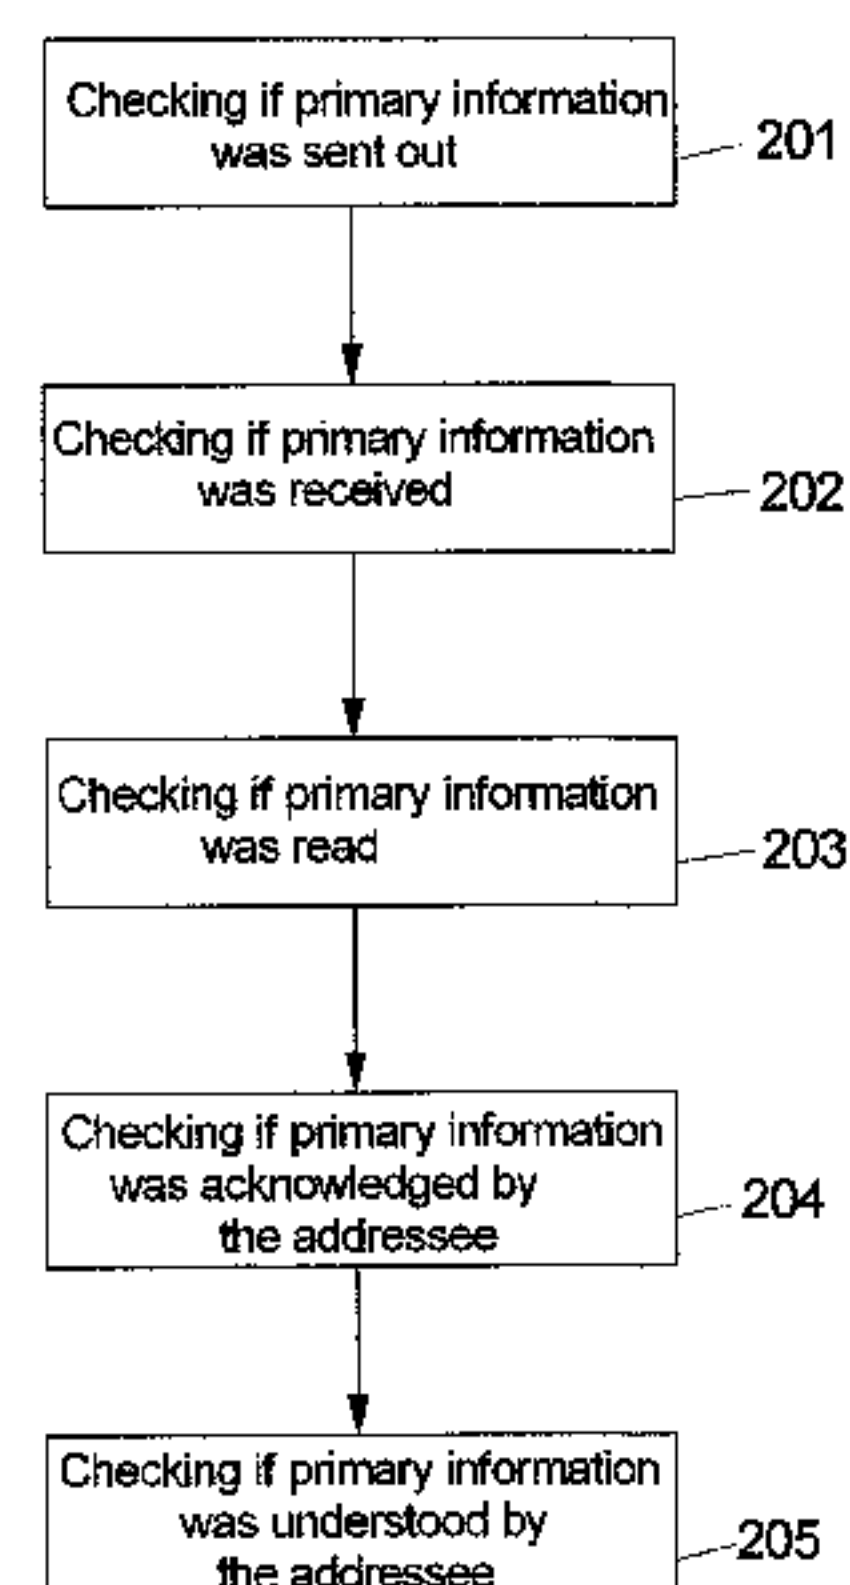 Checking if primary information
was sent out
201
Checking if primary information
was received
202
Checking if primary information
was read
203
Checking if primary information
was acknowledged by
the addressee
204
Checking if primary information
was understood by
the addressee
205